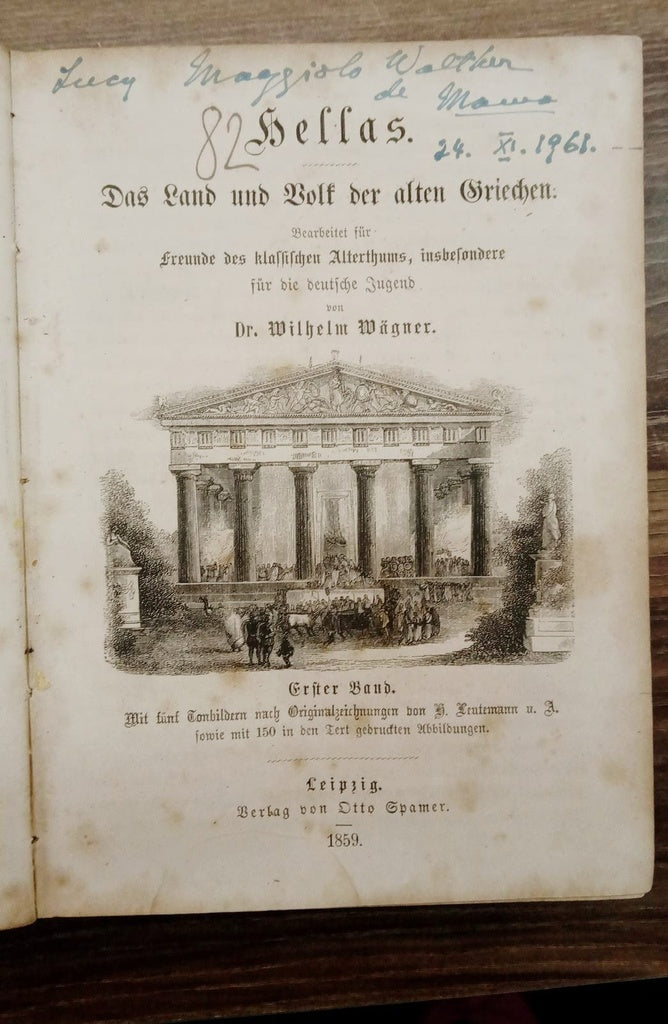 Lucy Maggiolo Walther
de Mama
24. XI. 1961.
82
Hellas.
Das Land und Volk der alten Griechen.
Bearbeitet für
Freunde des klassischen Alterthums, insbesondere
für die deutsche Jugend
von
Dr. Wilhelm Wägner.
Erster Band.
Mit fünf Tonbildern nach Originalzeichnungen von H. Leutemann u. A.
sowie mit 150 in den Text gedruckten Abbildungen.
Leipzig.
Verlag von Otto Spamer.
1859.